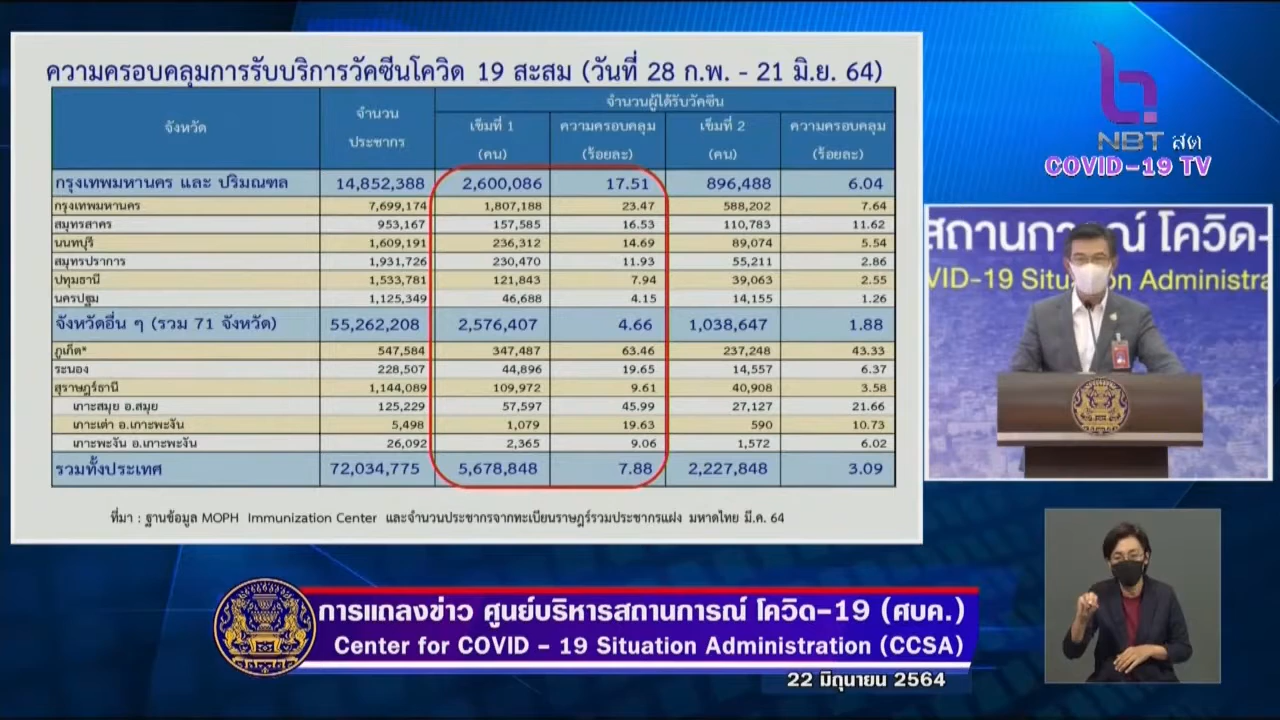 ความครอบคลุมการรับบริการวัคซีนโควิด 19 สะสม (วันที่ 28 ก.พ. - 21 มิ.ย. 64)
จังหวัด จำนวนประชากร จำนวนผู้ได้รับวัคซีน
เข็มที่ 1 (คน) ความครอบคลุม (ร้อยละ) เข็มที่ 2 (คน) ความครอบคลุม (ร้อยละ)
กรุงเทพมหานคร และ ปริมณฑล 14,852,388 2,600,086 17.51 896,488 6.04
กรุงเทพมหานคร 7,699,174 1,807,188 23.47 588,202 7.64
สมุทรสาคร 953,167 157,585 16.53 110,783 11.62
นนทบุรี 1,609,191 236,312 14.69 89,074 5.54
สมุทรปราการ 1,931,726 230,470 11.93 55,211 2.86
ปทุมธานี 1,533,781 121,843 7.94 39,063 2.55
นครปฐม 1,125,349 46,688 4.15 14,155 1.26
จังหวัดอื่น ๆ (รวม 71 จังหวัด) 55,262,208 2,576,407 4.66 1,038,647 1.88
ภูเก็ต* 547,584 347,487 63.46 237,248 43.33
ระนอง 228,507 44,896 19.65 14,557 6.37
สุราษฎร์ธานี 1,144,089 109,972 9.61 40,908 3.58
เกาะสมุย อ.สมุย 125,229 57,597 45.99 27,127 21.66
เกาะเต่า อ.เกาะพะงัน 5,498 1,079 19.63 590 10.73
เกาะพะงัน อ.เกาะพะงัน 26,092 2,365 9.06 1,572 6.02
รวมทั้งประเทศ 72,034,775 5,678,848 7.88 2,227,848 3.09
ที่มา : ฐานข้อมูล MOPH Immunization Center และจำนวนประชากรจากทะเบียนราษฎร์รวมประชากรแฝง มหาดไทย มี.ค. 64
NBT สด
COVID-19 TV
สถานการณ์ โควิด-
VID-19 Situation Administra
การแถลงข่าว ศูนย์บริหารสถานการณ์ โควิด-19 (ศบค.)
Center for COVID - 19 Situation Administration (CCSA)
22 มิถุนายน 2564